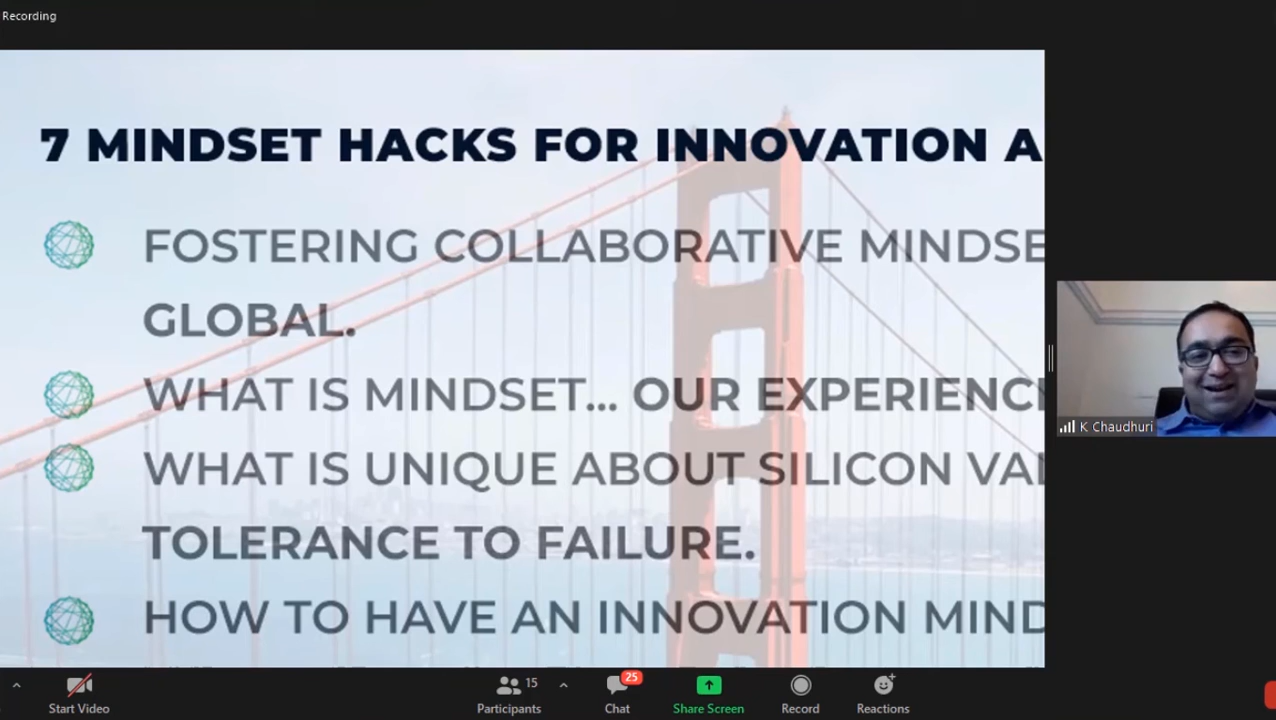 Recording
7 MINDSET HACKS FOR INNOVATION A
FOSTERING COLLABORATIVE MINDSE
GLOBAL.
WHAT IS MINDSET... OUR EXPERIENC
WHAT IS UNIQUE ABOUT SILICON VAL
TOLERANCE TO FAILURE.
HOW TO HAVE AN INNOVATION MIND
K Chaudhuri
Start Video
15
Participants
25
Chat
Share Screen
Record
Reactions